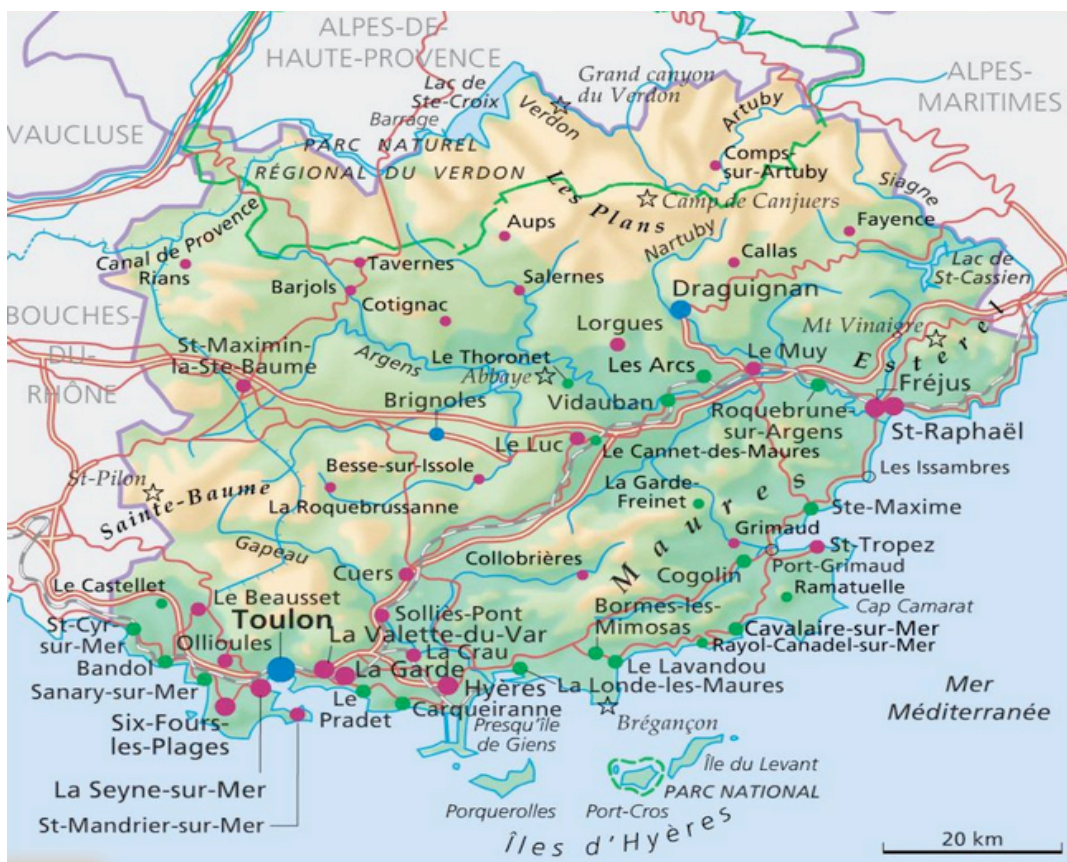 ALPES-DE-
HAUTE-PROVENCE
Grand canyon
du Verdon
Lac de
Ste-Croix
Barrage
Verdon
Artuby
ALPES-
MARITIMES
VAUCLUSE
PARC NATUREL
RÉGIONAL DU VERDON
Comps-
sur-Artuby
Les Plans
Camp de Canjuers
Siagne
Canal de Provence
Rians
Aups
Nartuby
Fayence
Callas
Tavernes
Barjols
Salernes
Lac de
St-Cassien
Cotignac
Draguignan
BOUCHES-
DU-
RHÔNE
Lorgues
Mt Vinaigre
Esterel
St-Maximin-
la-Ste-Baume
Argens
Le Thoronet
Abbaye
Les Arcs
Le Muy
Fréjus
Brignoles
Vidauban
Roquebrune-
sur-Argens
St-Raphaël
Le Luc
Le Cannet-des-Maures
St-Pilon
Sainte-Baume
Besse-sur-Issole
La Roquebrussanne
La Garde-
Freinet
Les Issambres
Maures
Ste-Maxime
Gapeau
Collobrières
Grimaud
St-Tropez
Port-Grimaud
Cuers
Cogolin
Ramatuelle
Le Castellet
Le Beausset
Solliès-Pont
Bormes-les-
Mimosas
Cap Camarat
Toulon
St-Cyr-
sur-Mer
Ollioules
La Valette-du-Var
La Crau
Cavalaire-sur-Mer
Rayol-Canadel-sur-Mer
Bandol
La Garde
Le Lavandou
Sanary-sur-Mer
Le
Pradet
Hyères
La Londe-les-Maures
Carqueiranne
Mer
Méditerranée
Six-Fours-
les-Plages
Presqu'île
de Giens
Brégançon
Île du Levant
La Seyne-sur-Mer
PARC NATIONAL
St-Mandrier-sur-Mer
Porquerolles
Port-Cros
Îles d'Hyères
20 km